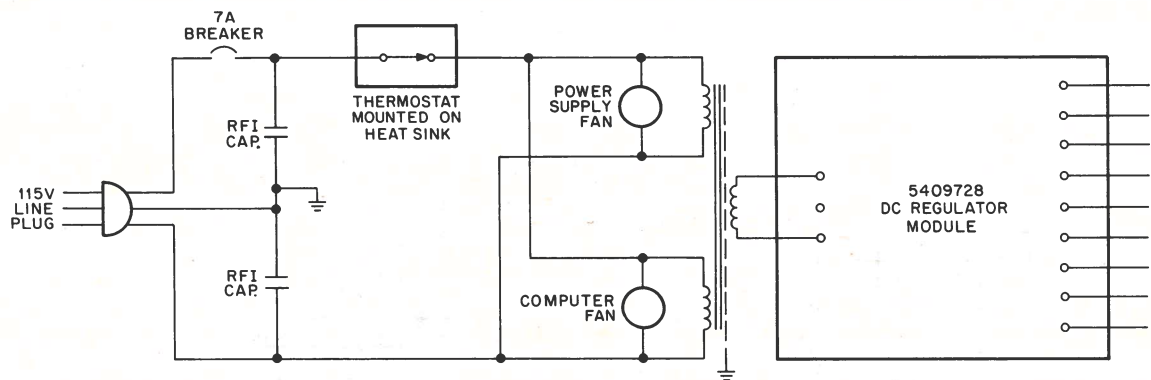 7A
BREAKER
THERMOSTAT
MOUNTED ON
HEAT SINK
POWER
SUPPLY
FAN
RFI
CAP.
115V
LINE
PLUG
5409728
DC REGULATOR
MODULE
RFI
CAP.
COMPUTER
FAN